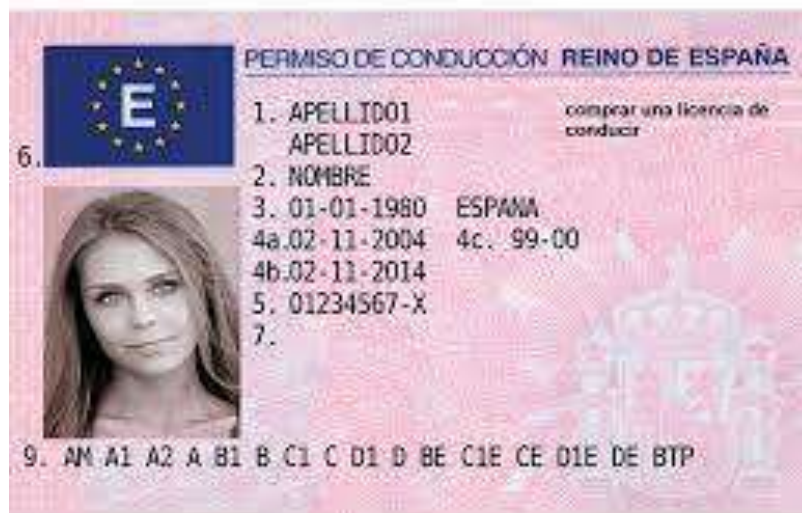 PERMISO DE CONDUCCIÓN REINO DE ESPAÑA
E
1. APELLIDO1
APELLIDO2
comprar una licencia de
conducir
6.
2. NOMBRE
3. 01-01-1980 ESPANA
4a.02-11-2004 4c. 99-00
4b.02-11-2014
5. 01234567-X
7.
9. AM A1 A2 A B1 B C1 C D1 D BE C1E CE D1E DE BTP